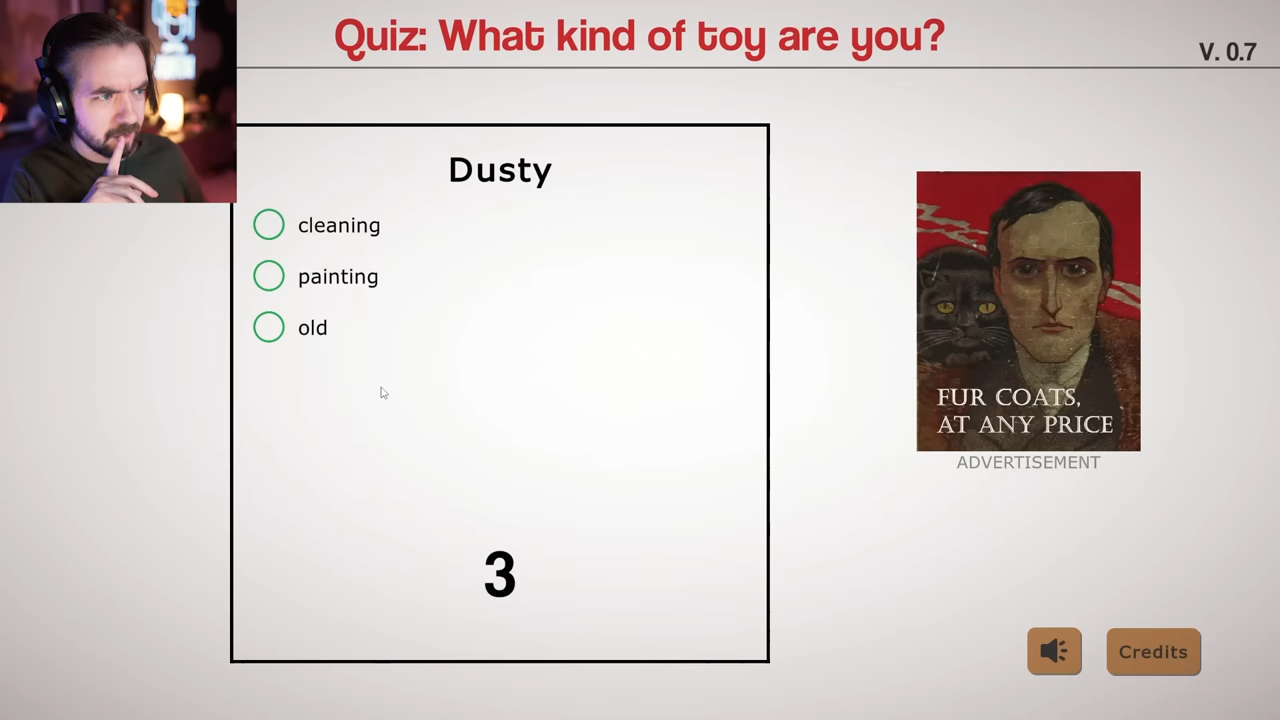 Quiz: What kind of toy are you?
V. 0.7
Dusty
cleaning
painting
old
3
FUR COATS,
AT ANY PRICE
ADVERTISEMENT
Credits